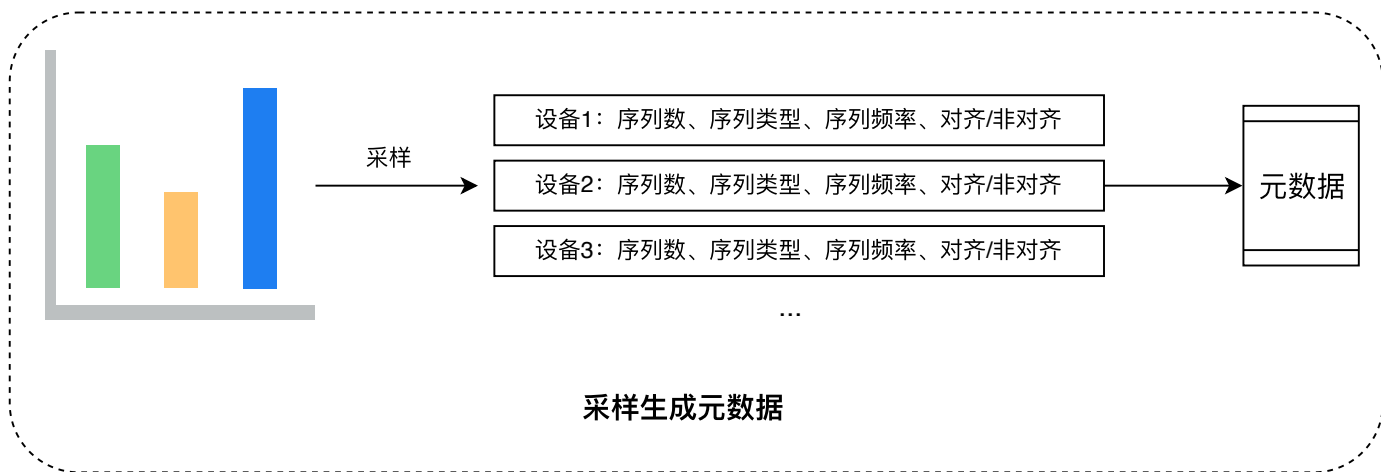 采样
设备1：序列数、序列类型、序列频率、对齐/非对齐
设备2：序列数、序列类型、序列频率、对齐/非对齐
设备3：序列数、序列类型、序列频率、对齐/非对齐
...
元数据
采样生成元数据